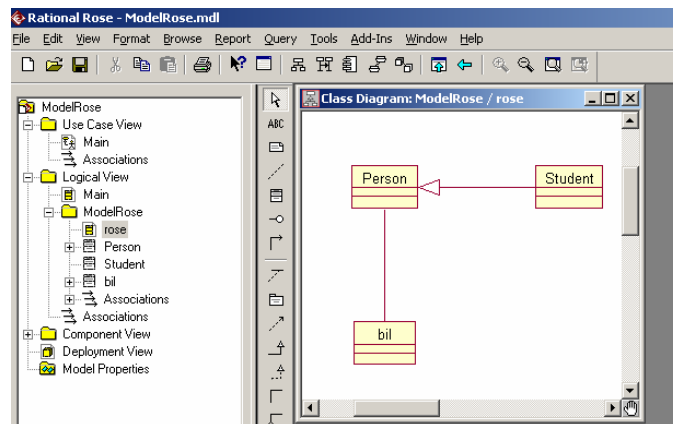 Rational Rose - ModelRose.mdl
File Edit View Format Browse Report Query Tools Add-Ins Window Help
ModelRose
Use Case View
Main
Associations
Logical View
Main
ModelRose
rose
Person
Student
bil
Associations
Associations
Component View
Deployment View
Model Properties
ABC
Class Diagram: ModelRose / rose
Person
Student
bil